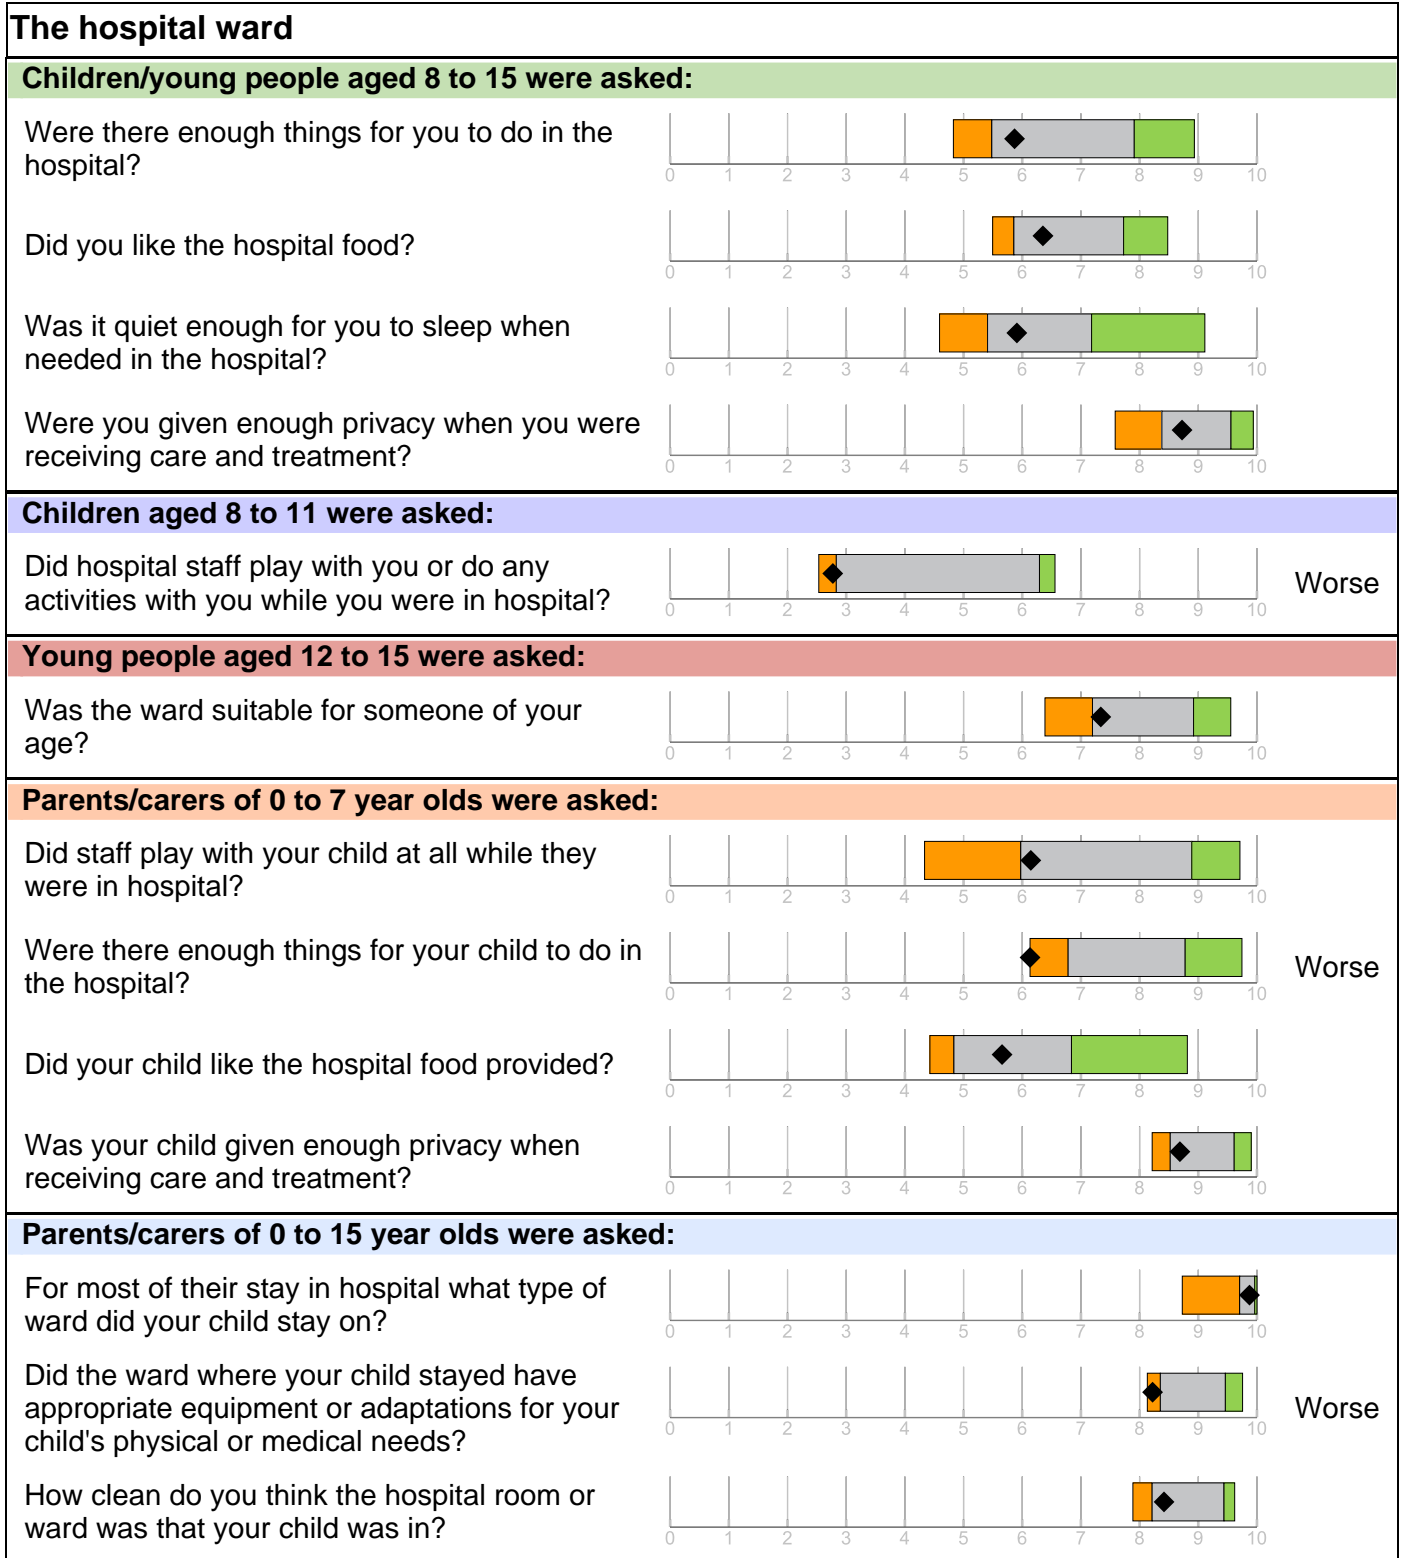 The hospital ward
Children/young people aged 8 to 15 were asked:
Were there enough things for you to do in the
hospital?
0 1 2 3 4 5 6 7 8 9 10
Did you like the hospital food?
0 1 2 3 4 5 6 7 8 9 10
Was it quiet enough for you to sleep when
needed in the hospital?
0 1 2 3 4 5 6 7 8 9 10
Were you given enough privacy when you were
receiving care and treatment?
0 1 2 3 4 5 6 7 8 9 10
Children aged 8 to 11 were asked:
Did hospital staff play with you or do any
activities with you while you were in hospital?
Worse
0 1 2 3 4 5 6 7 8 9 10
Young people aged 12 to 15 were asked:
Was the ward suitable for someone of your
age?
0 1 2 3 4 5 6 7 8 9 10
Parents/carers of 0 to 7 year olds were asked:
Did staff play with your child at all while they
were in hospital?
0 1 2 3 4 5 6 7 8 9 10
Were there enough things for your child to do in
the hospital?
Worse
0 1 2 3 4 5 6 7 8 9 10
Did your child like the hospital food provided?
0 1 2 3 4 5 6 7 8 9 10
Was your child given enough privacy when
receiving care and treatment?
0 1 2 3 4 5 6 7 8 9 10
Parents/carers of 0 to 15 year olds were asked:
For most of their stay in hospital what type of
ward did your child stay on?
0 1 2 3 4 5 6 7 8 9 10
Did the ward where your child stayed have
appropriate equipment or adaptations for your
child's physical or medical needs?
Worse
0 1 2 3 4 5 6 7 8 9 10
How clean do you think the hospital room or
ward was that your child was in?
0 1 2 3 4 5 6 7 8 9 10